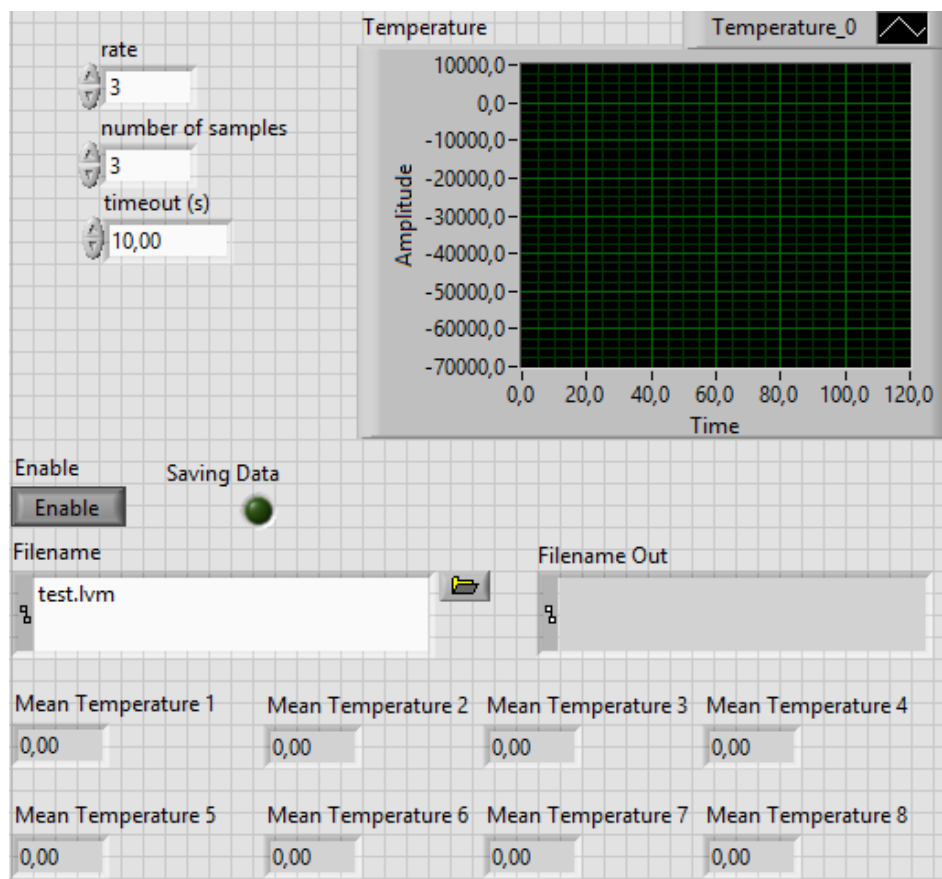 Temperature
Temperature_0
rate
3
number of samples
3
timeout (s)
10,00
Amplitude
10000,0
0,0
-10000,0
-20000,0
-30000,0
-40000,0
-50000,0
-60000,0
-70000,0
0,0 20,0 40,0 60,0 80,0 100,0 120,0
Time
Enable
Saving Data
Enable
Filename
Filename Out
test.lvm
Mean Temperature 1 Mean Temperature 2 Mean Temperature 3 Mean Temperature 4
0,00 0,00 0,00 0,00
Mean Temperature 5 Mean Temperature 6 Mean Temperature 7 Mean Temperature 8
0,00 0,00 0,00 0,00